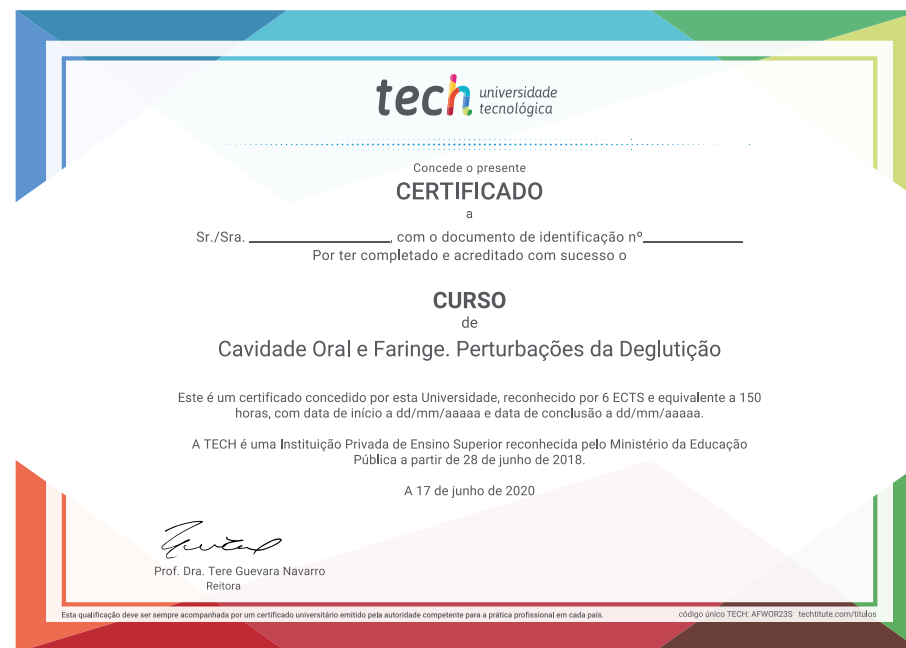 tech universidade
tecnológica
Concede o presente
CERTIFICADO
a
Sr./Sra. ____________________, com o documento de identificação nº______________
Por ter completado e acreditado com sucesso o
CURSO
de
Cavidade Oral e Faringe. Perturbações da Deglutição
Este é um certificado concedido por esta Universidade, reconhecido por 6 ECTS e equivalente a 150
horas, com data de início a dd/mm/aaaaa e data de conclusão a dd/mm/aaaaa.
A TECH é uma Instituição Privada de Ensino Superior reconhecida pelo Ministério da Educação
Pública a partir de 28 de junho de 2018.
A 17 de junho de 2020
Prof. Dra. Tere Guevara Navarro
Reitora
Esta qualificação deve ser sempre acompanhada por um certificado universitário emitido pela autoridade competente para a prática profissional em cada país. código único TECH: AFWOR23S techtitute.com/titulos